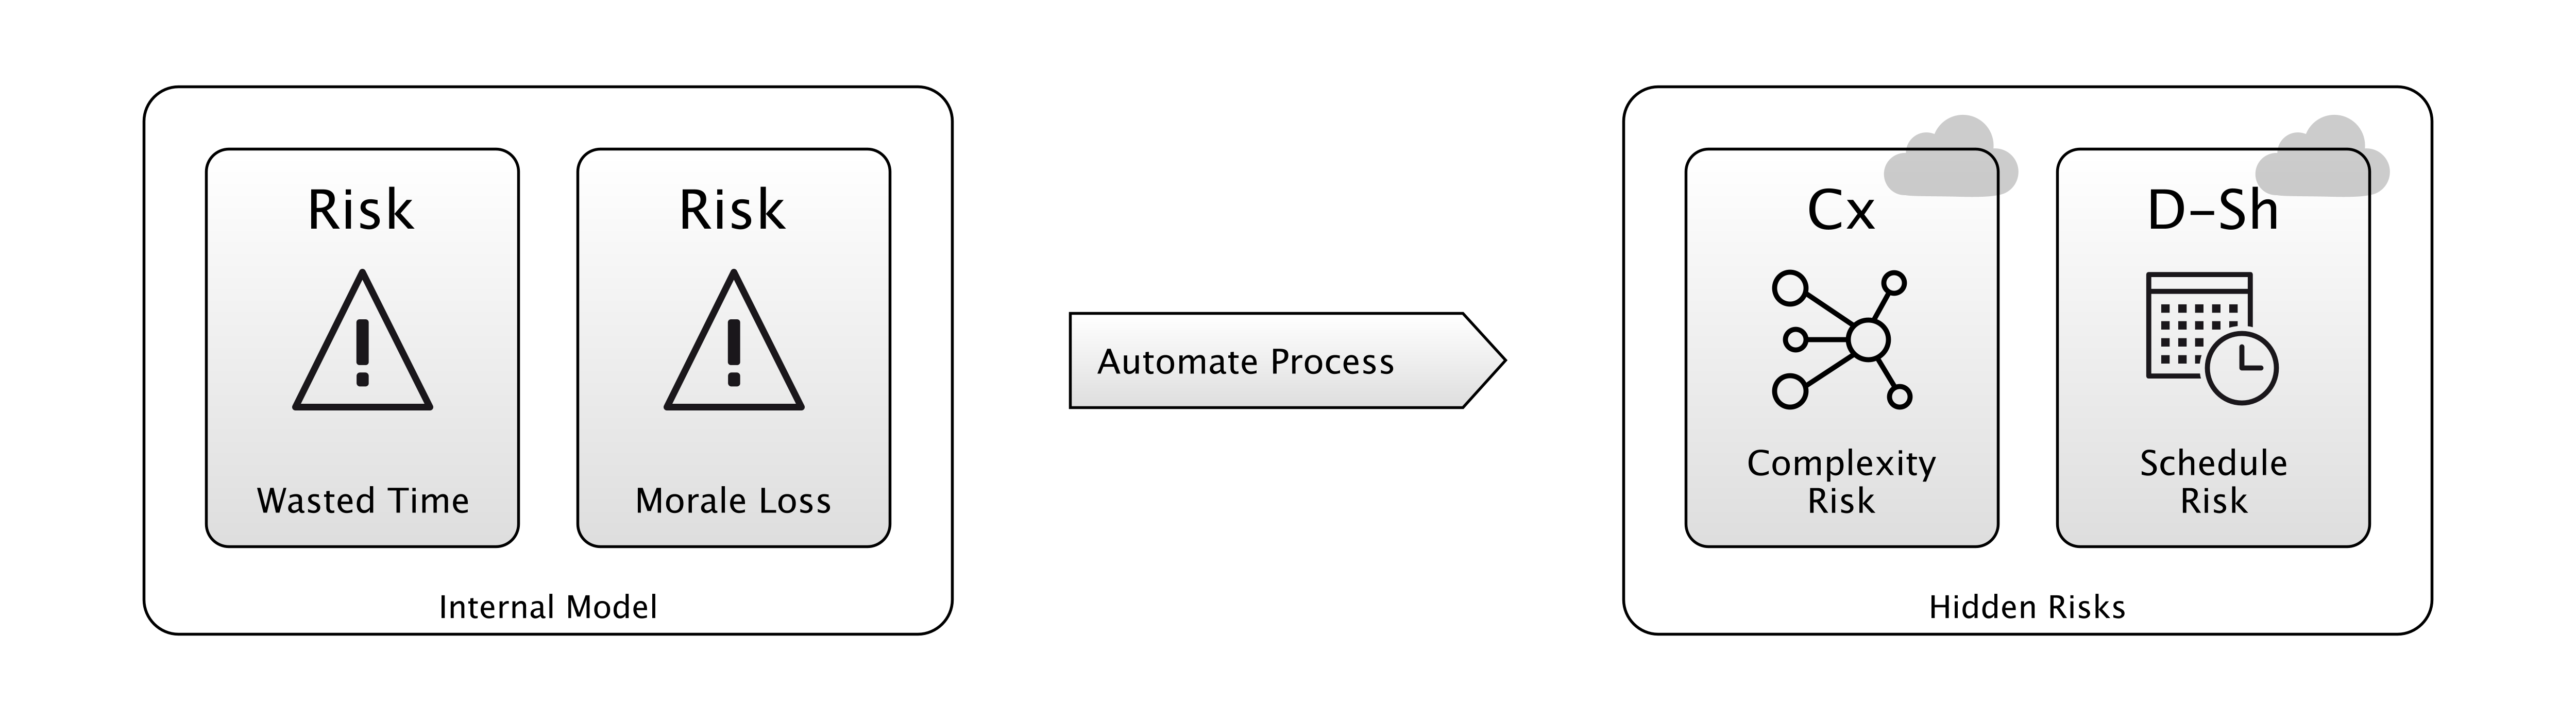 Risk
Wasted Time
Risk
Morale Loss
Internal Model
Automate Process
Cx
Complexity
Risk
D-Sh
Schedule
Risk
Hidden Risks